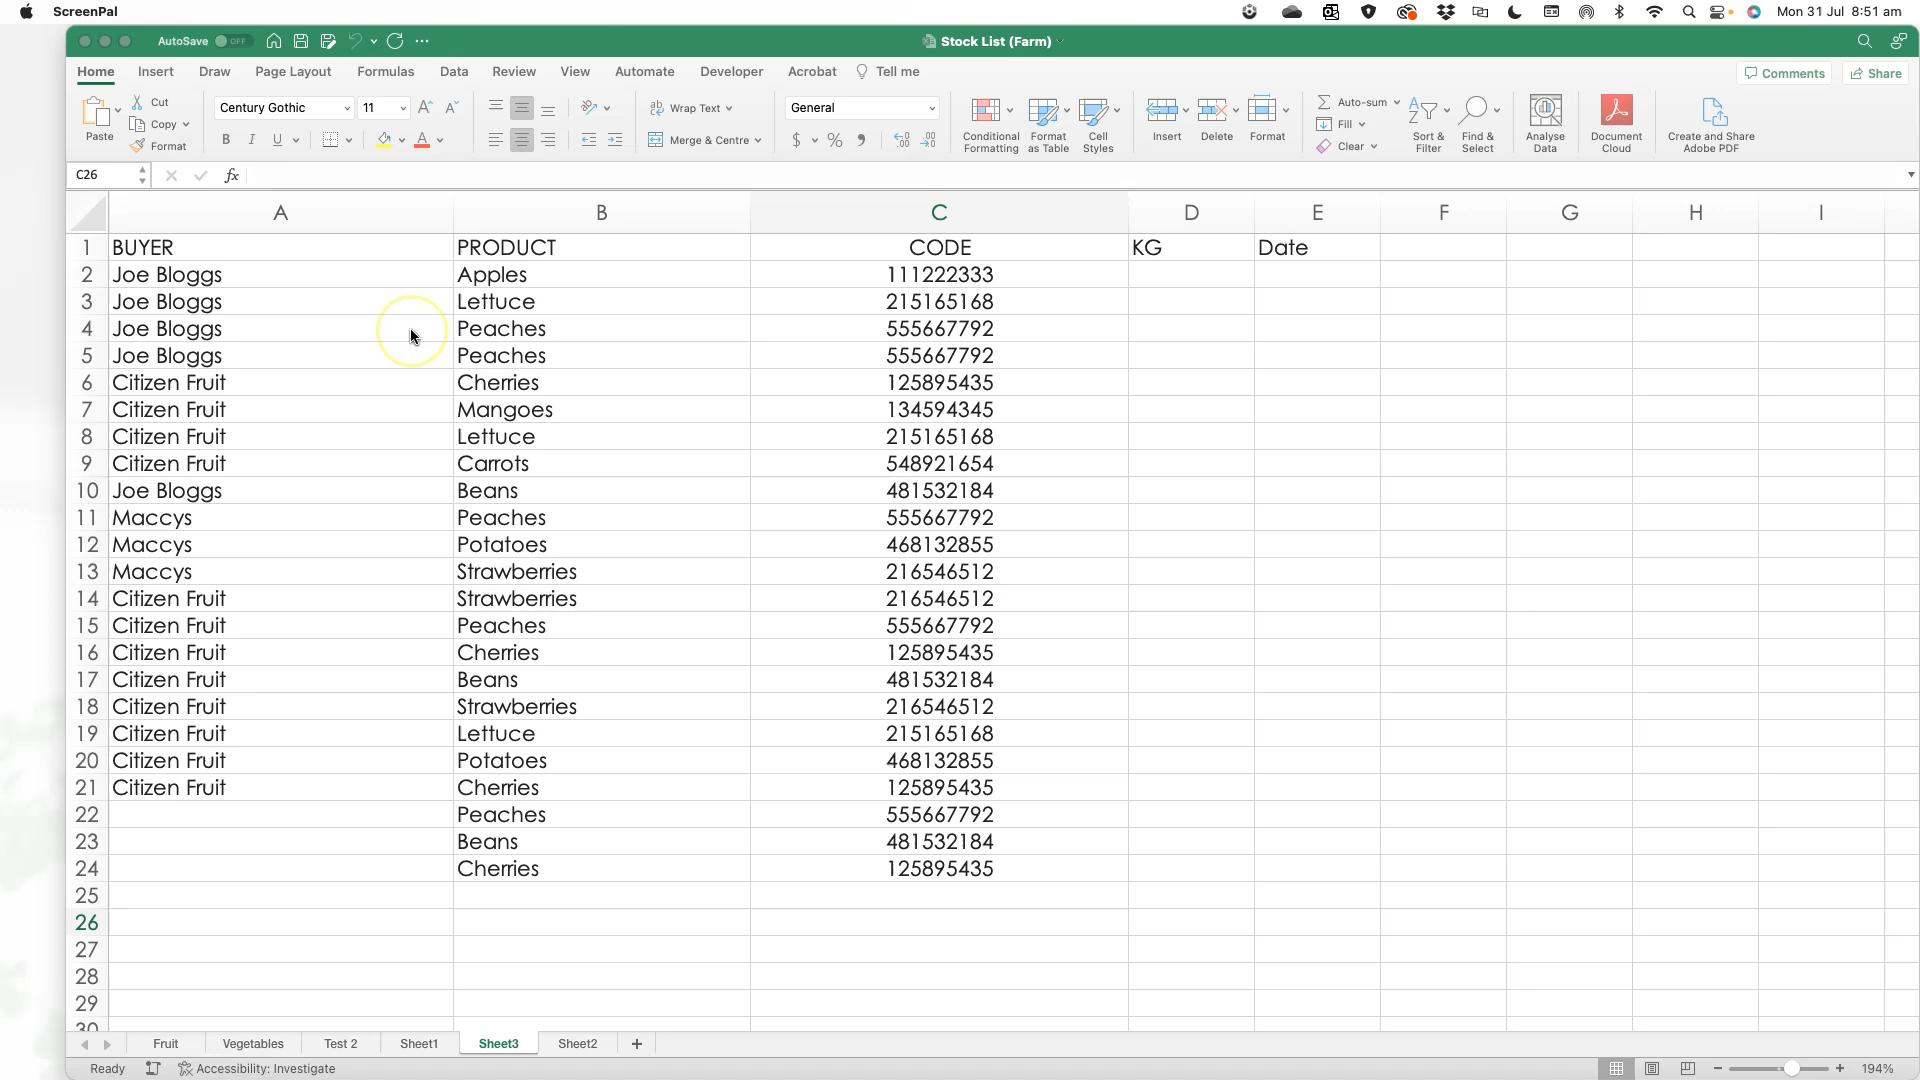 ScreenPal
Mon 31 Jul 8:51 am
AutoSave OFF
Stock List (Farm)
Home Insert Draw Page Layout Formulas Data Review View Automate Developer Acrobat Tell me
Comments Share
Paste
Cut
Copy
Format
Century Gothic 11
B I U
Wrap Text
Merge & Centre
General
$ % 9
Conditional Formatting
Format as Table
Cell Styles
Insert
Delete
Format
Auto-sum
Fill
Clear
Sort & Filter
Find & Select
Analyse Data
Document Cloud
Create and Share Adobe PDF
C26 fx
A B C D E F G H I
1 BUYER PRODUCT CODE KG Date
2 Joe Bloggs Apples 111222333
3 Joe Bloggs Lettuce 215165168
4 Joe Bloggs Peaches 555667792
5 Joe Bloggs Peaches 555667792
6 Citizen Fruit Cherries 125895435
7 Citizen Fruit Mangoes 134594345
8 Citizen Fruit Lettuce 215165168
9 Citizen Fruit Carrots 548921654
10 Joe Bloggs Beans 481532184
11 Maccys Peaches 555667792
12 Maccys Potatoes 468132855
13 Maccys Strawberries 216546512
14 Citizen Fruit Strawberries 216546512
15 Citizen Fruit Peaches 555667792
16 Citizen Fruit Cherries 125895435
17 Citizen Fruit Beans 481532184
18 Citizen Fruit Strawberries 216546512
19 Citizen Fruit Lettuce 215165168
20 Citizen Fruit Potatoes 468132855
21 Citizen Fruit Cherries 125895435
22 Peaches 555667792
23 Beans 481532184
24 Cherries 125895435
25
26
27
28
29
30
Fruit Vegetables Test 2 Sheet1 Sheet3 Sheet2 +
Ready Accessibility: Investigate
194%